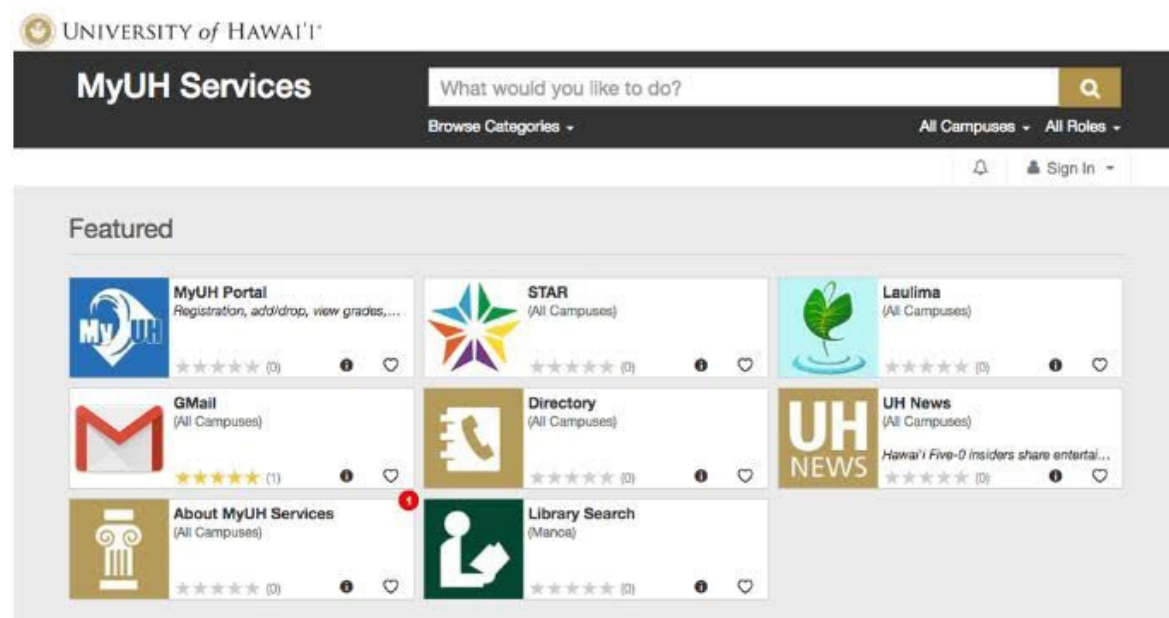 UNIVERSITY of HAWAI'I®
MyUH Services
What would you like to do?
Browse Categories
All Campuses
All Roles
Sign In
Featured
My UH
MyUH Portal
Registration, add/drop, view grades,...
(0)
STAR
(All Campuses)
(0)
Laulima
(All Campuses)
(0)
GMail
(All Campuses)
(1)
Directory
(All Campuses)
(0)
UH
NEWS
UH News
(All Campuses)
Hawai'i Five-0 insiders share entertai...
(0)
About MyUH Services
(All Campuses)
(0)
1
Library Search
(Manoa)
(0)